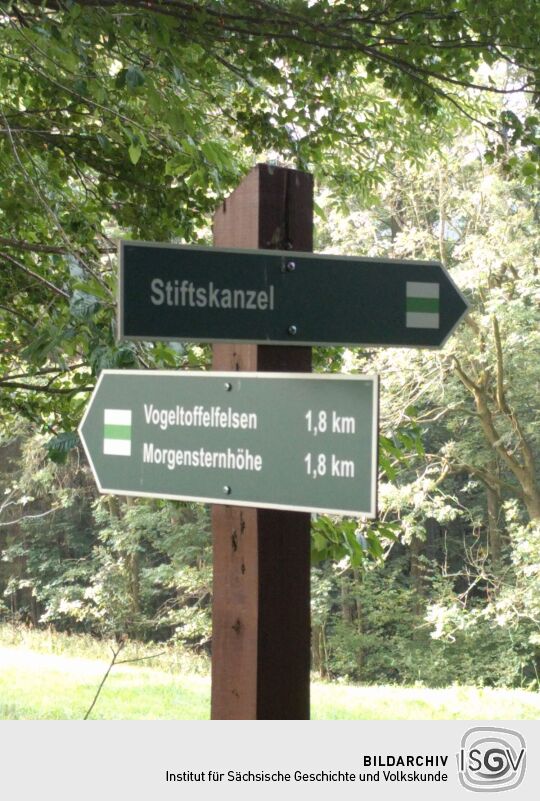 Stiftskanzel
Vogeltoffelfelsen 1,8 km
Morgensternhöhe 1,8 km
BILDARCHIV
Institut für Sächsische Geschichte und Volkskunde
ISGV